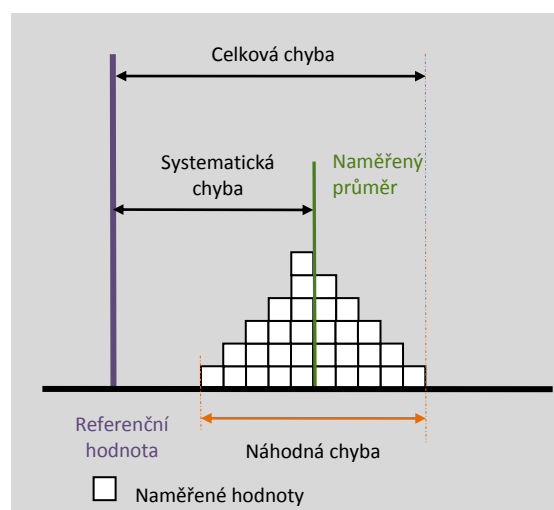 Celková chyba
Systematická
chyba
Naměřený
průměr
Referenční
hodnota
Náhodná chyba
Naměřené hodnoty